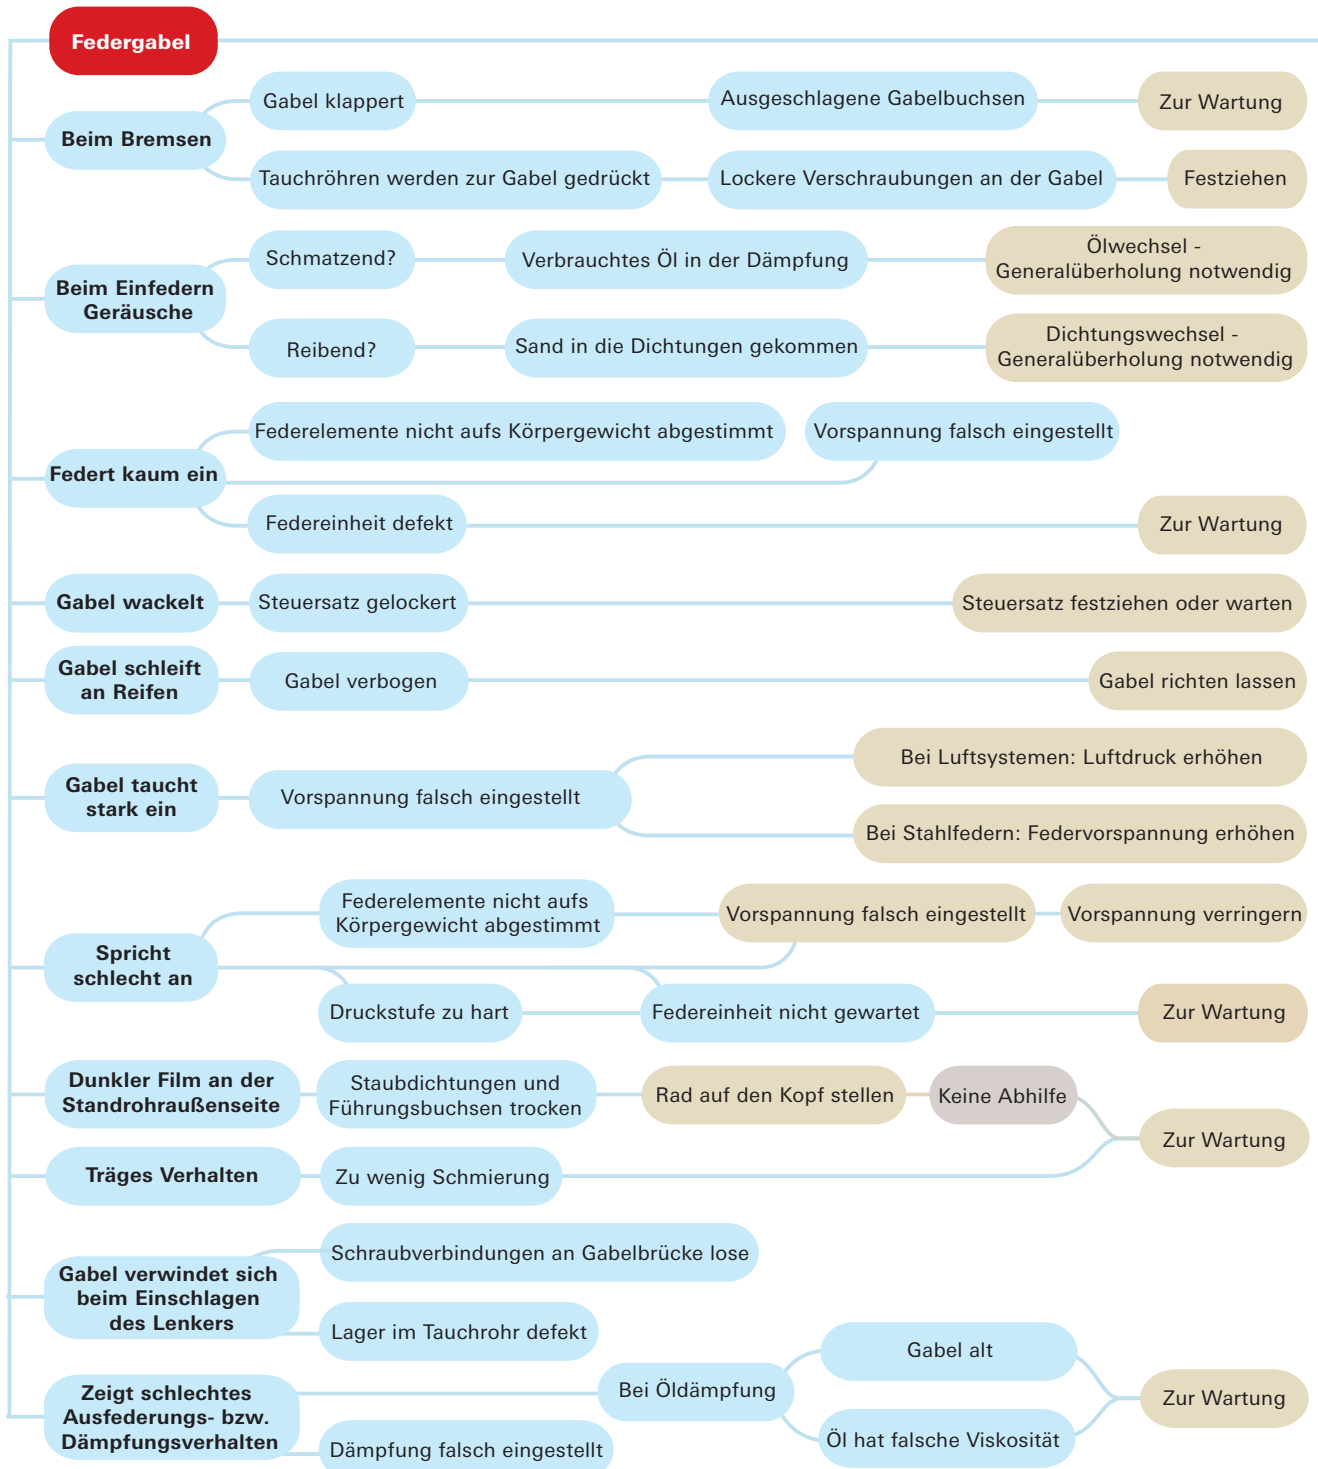 Federgabel
Gabel klappert
Ausgeschlagene Gabelbuchsen
Zur Wartung
Beim Bremsen
Tauchröhren werden zur Gabel gedrückt
Lockere Verschraubungen an der Gabel
Festziehen
Schmatzend?
Verbrauchtes Öl in der Dämpfung
Ölwechsel -
Generalüberholung notwendig
Beim Einfedern
Geräusche
Reibend?
Sand in die Dichtungen gekommen
Dichtungswechsel -
Generalüberholung notwendig
Federelemente nicht aufs Körpergewicht abgestimmt
Vorspannung falsch eingestellt
Federt kaum ein
Federeinheit defekt
Zur Wartung
Gabel wackelt
Steuersatz gelockert
Steuersatz festziehen oder warten
Gabel schleift
an Reifen
Gabel verbogen
Gabel richten lassen
Gabel taucht
stark ein
Vorspannung falsch eingestellt
Bei Luftsystemen: Luftdruck erhöhen
Bei Stahlfedern: Federvorspannung erhöhen
Federelemente nicht aufs
Körpergewicht abgestimmt
Vorspannung falsch eingestellt
Vorspannung verringern
Spricht
schlecht an
Druckstufe zu hart
Federeinheit nicht gewartet
Zur Wartung
Dunkler Film an der
Standrohraußenseite
Staubdichtungen und
Führungsbuchsen trocken
Rad auf den Kopf stellen
Keine Abhilfe
Zur Wartung
Träges Verhalten
Zu wenig Schmierung
Schraubverbindungen an Gabelbrücke lose
Gabel verwindet sich
beim Einschlagen
des Lenkers
Lager im Tauchrohr defekt
Gabel alt
Zeigt schlechtes
Ausfederungs- bzw.
Dämpfungsverhalten
Bei Öldämpfung
Zur Wartung
Öl hat falsche Viskosität
Dämpfung falsch eingestellt